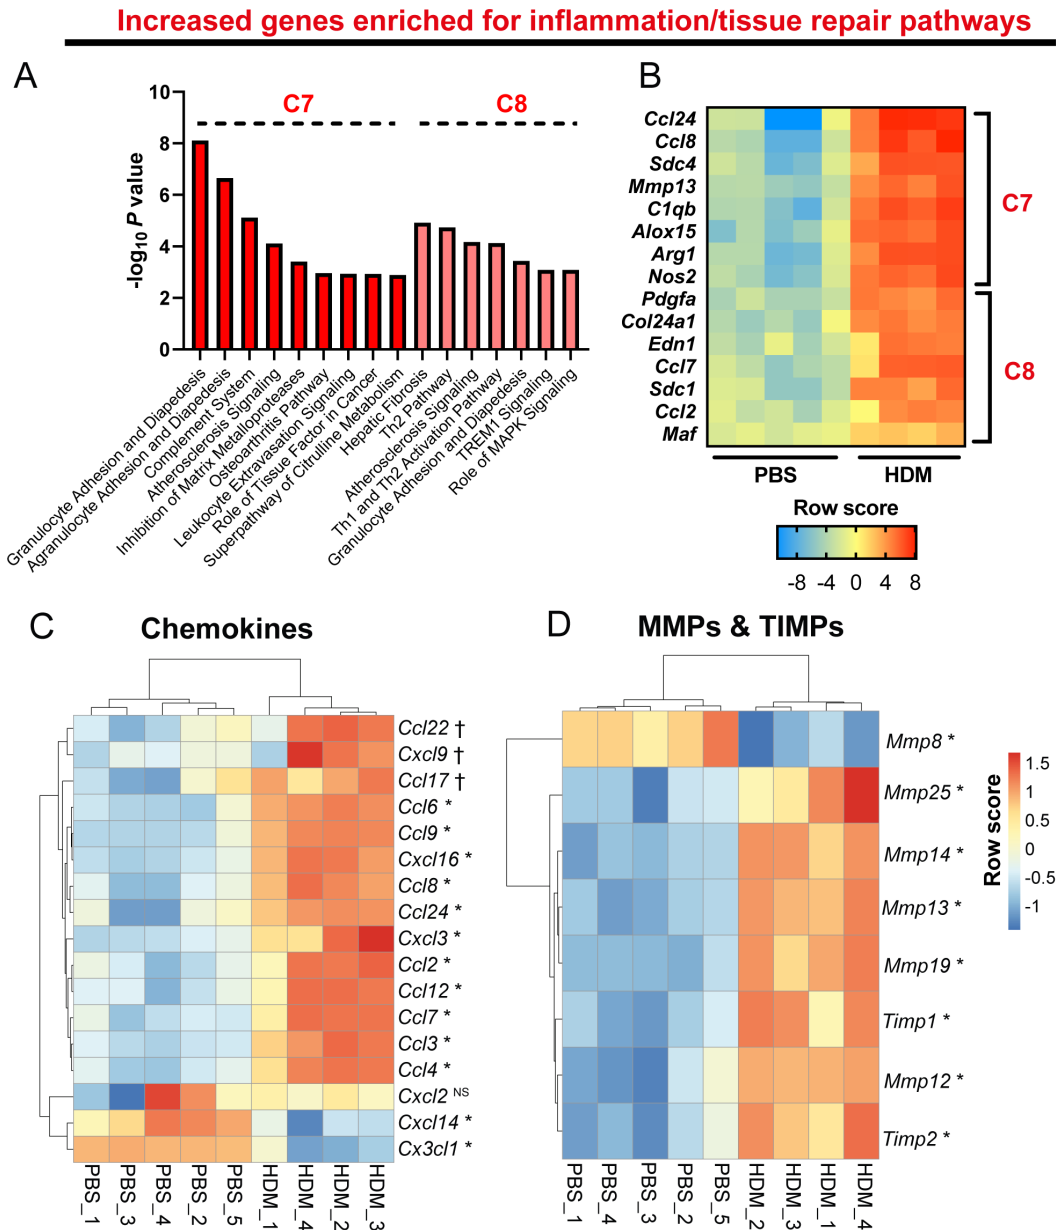 Increased genes enriched for inflammation/tissue repair pathways
A
-log10 P value
10
8
6
4
2
0
C7
C8
Granulocyte Adhesion and Diapedesis
Agranulocyte Adhesion and Diapedesis
Complement System
Atherosclerosis Signaling
Inhibition of Matrix Metalloproteases
Osteoarthritis Pathway
Leukocyte Extravasation Signaling
Role of Tissue Factor in Cancer
Superpathway of Citrulline Metabolism
Hepatic Fibrosis
Th2 Pathway
Atherosclerosis Signaling
Th1 and Th2 Activation Pathway
Granulocyte Adhesion and Diapedesis
TREM1 Signaling
Role of MAPK Signaling
B
Ccl24
Ccl8
Sdc4
Mmp13
C1qb
Alox15
Arg1
Nos2
Pdgfa
Col24a1
Edn1
Ccl7
Sdc1
Ccl2
Maf
C7
C8
PBS HDM
Row score
-8 -4 0 4 8
C Chemokines
Ccl22 †
Cxcl9 †
Ccl17 †
Ccl6 *
Ccl9 *
Cxcl16 *
Ccl8 *
Ccl24 *
Cxcl3 *
Ccl2 *
Ccl12 *
Ccl7 *
Ccl3 *
Ccl4 *
Cxcl2 NS
Cxcl14 *
Cx3cl1 *
PBS_1
PBS_3
PBS_4
PBS_2
PBS_5
HDM_1
HDM_4
HDM_2
HDM_3
D MMPs & TIMPs
Mmp8 *
Mmp25 *
Mmp14 *
Mmp13 *
Mmp19 *
Timp1 *
Mmp12 *
Timp2 *
PBS_1
PBS_4
PBS_3
PBS_2
PBS_5
HDM_2
HDM_3
HDM_1
HDM_4
Row score
1.5
1
0.5
0
-0.5
-1